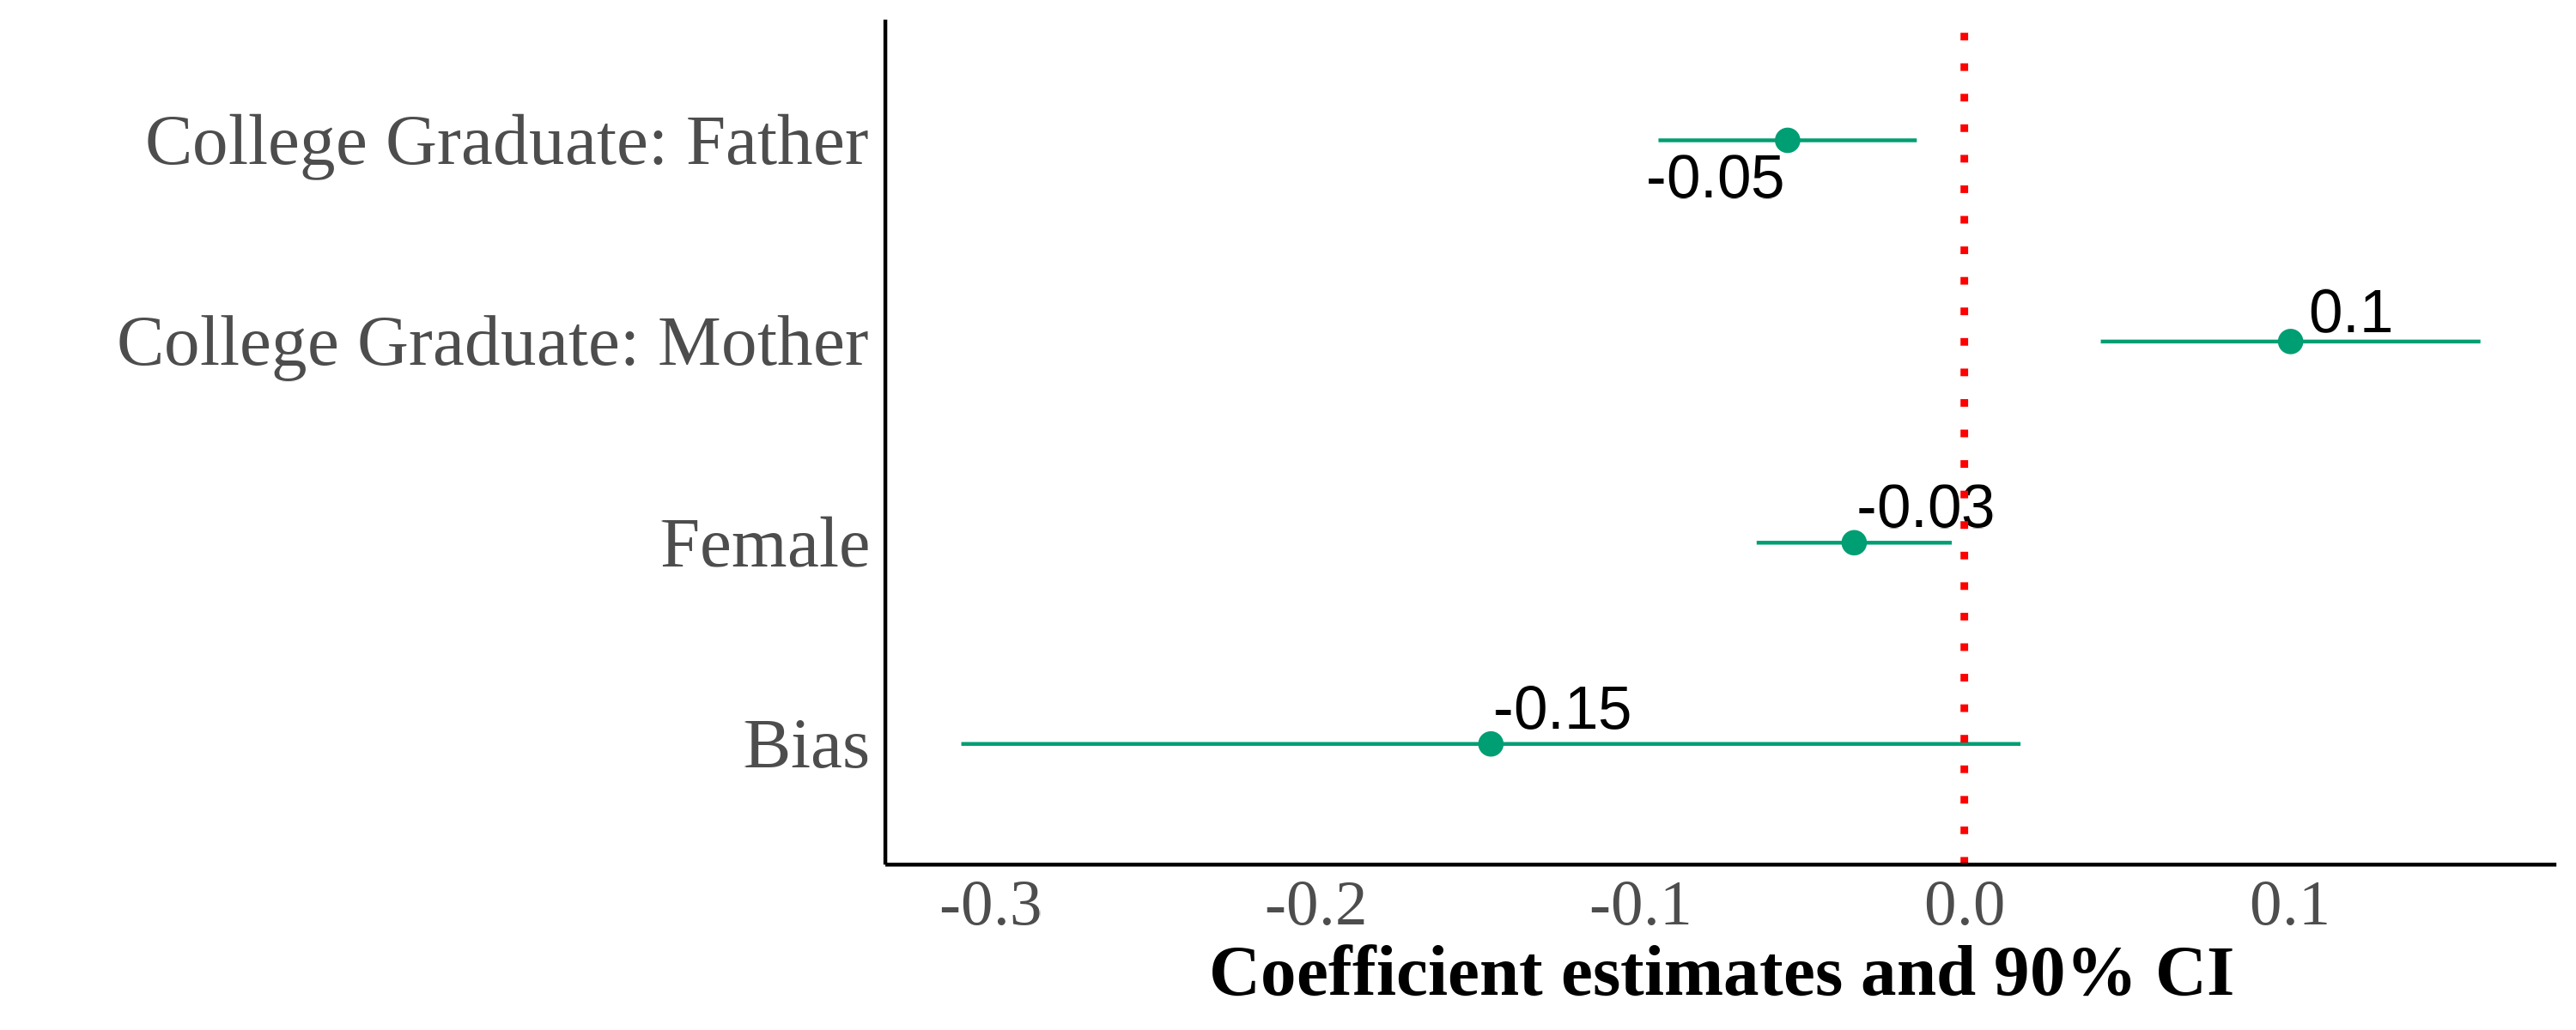 College Graduate: Father
-0.05
College Graduate: Mother
0.1
Female
-0.03
Bias
-0.15
-0.3 -0.2 -0.1 0.0 0.1
Coefficient estimates and 90% CI